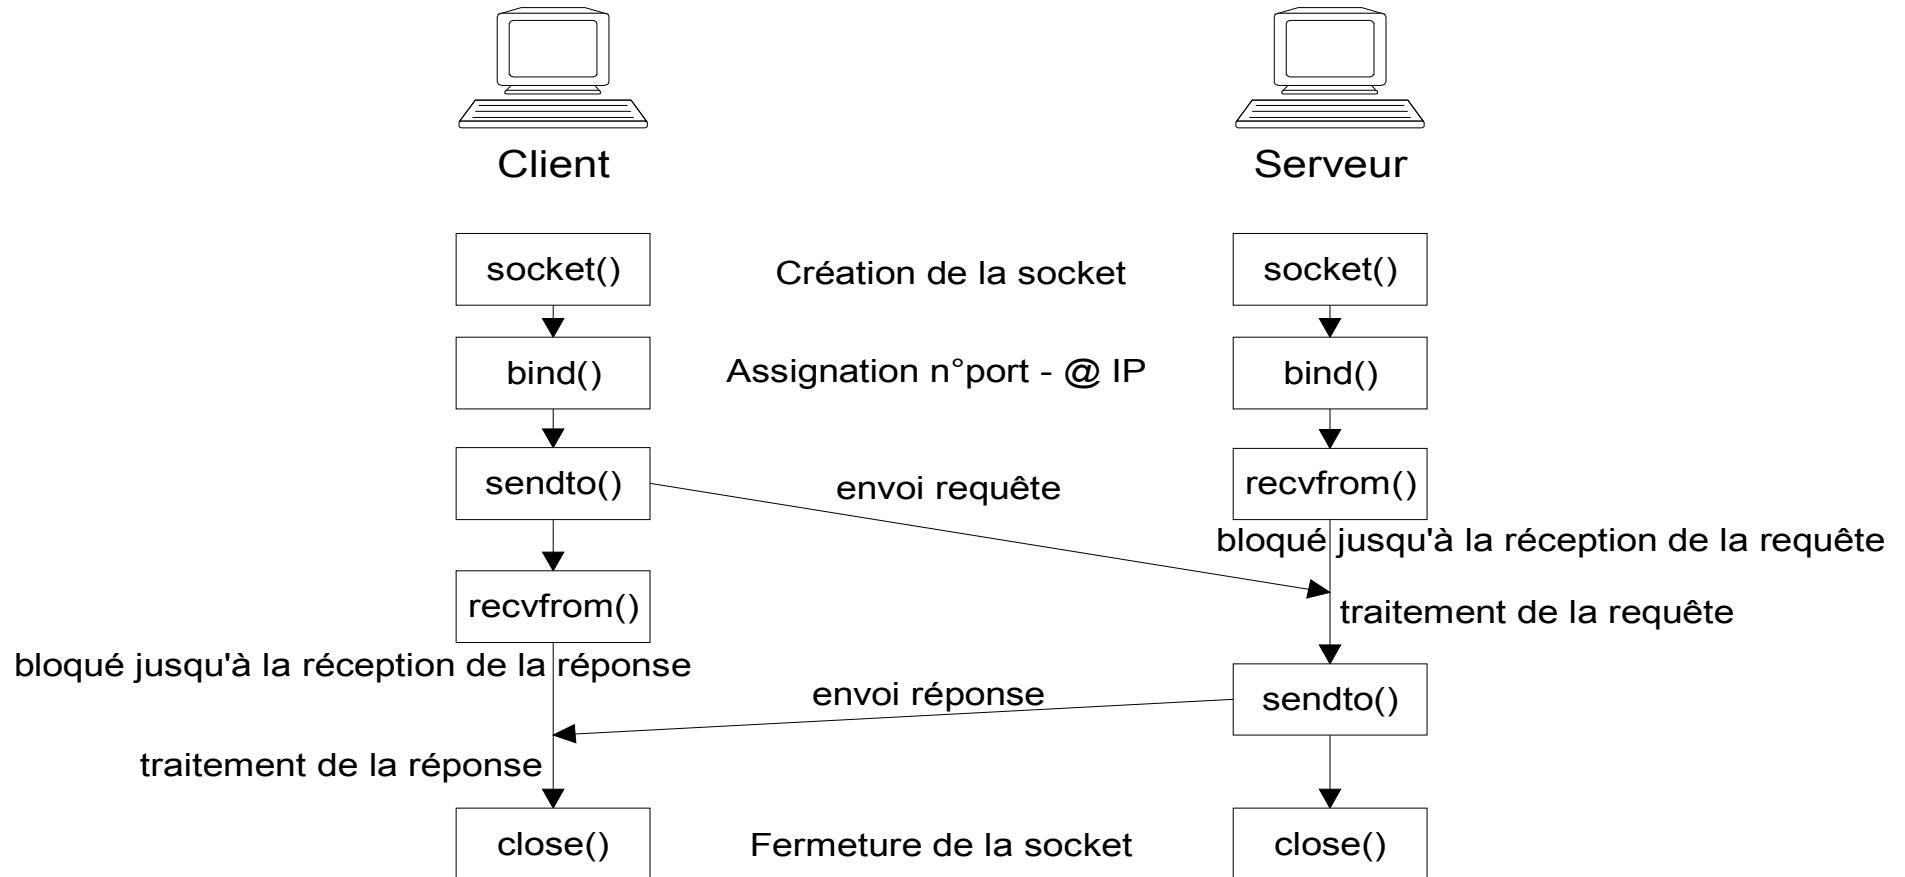 Client
Serveur
socket()
Création de la socket
socket()
bind()
Assignation n°port - @ IP
bind()
sendto()
envoi requête
recvfrom()
bloqué jusqu'à la réception de la requête
recvfrom()
traitement de la requête
bloqué jusqu'à la réception de la réponse
envoi réponse
sendto()
traitement de la réponse
close()
Fermeture de la socket
close()